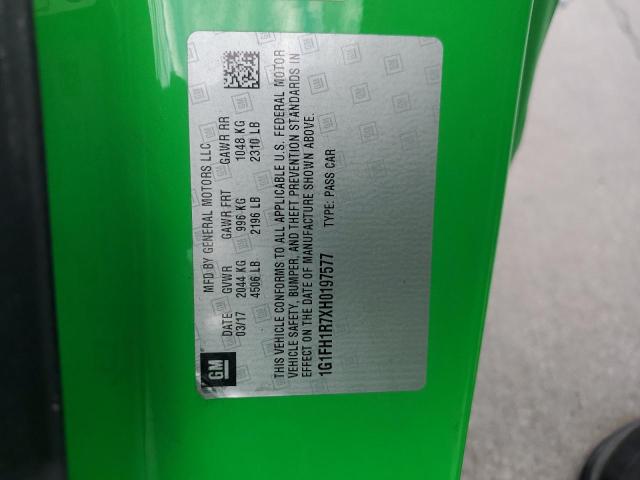 GM
MFD BY GENERAL MOTORS LLC
DATE GVWR GAWR FRT GAWR RR
03/17 2044 KG 996 KG 1048 KG
4506 LB 2196 LB 2310 LB
THIS VEHICLE CONFORMS TO ALL APPLICABLE U.S. FEDERAL MOTOR
VEHICLE SAFETY, BUMPER, AND THEFT PREVENTION STANDARDS IN
EFFECT ON THE DATE OF MANUFACTURE SHOWN ABOVE.
1G1FH1R7XH0197577 TYPE: PASS CAR